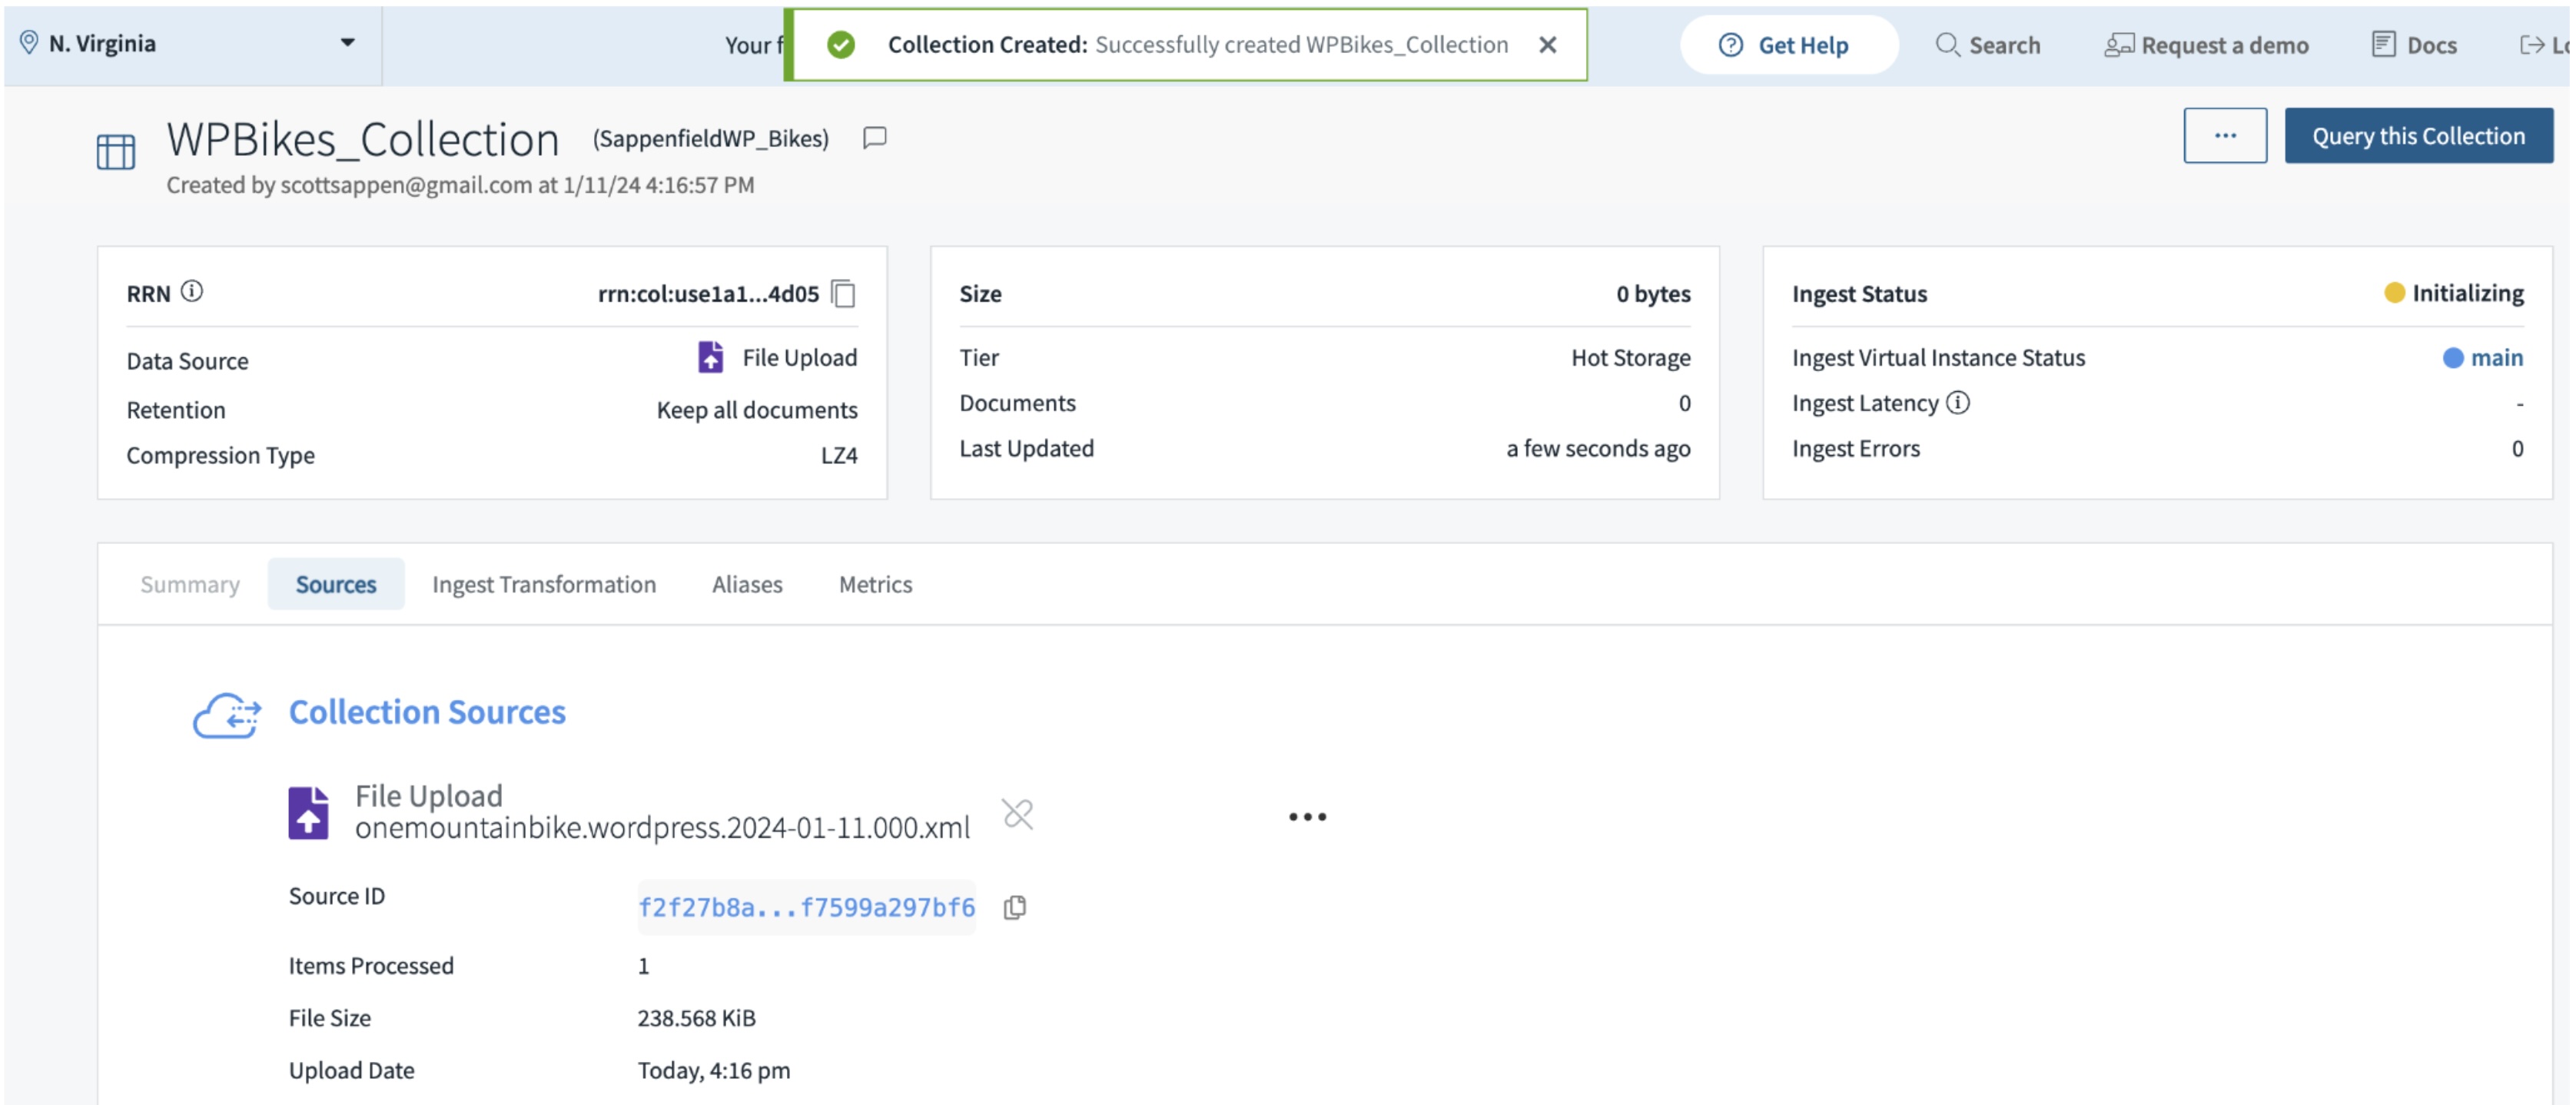 N. Virginia
Your f
Collection Created: Successfully created WPBikes_Collection
Get Help
Search
Request a demo
Docs
Lo
WPBikes_Collection (SappenfieldWP_Bikes)
Created by scottsappen@gmail.com at 1/11/24 4:16:57 PM
...
Query this Collection
RRN rrn:col:use1a1...4d05
Data Source File Upload
Retention Keep all documents
Compression Type LZ4
Size 0 bytes
Tier Hot Storage
Documents 0
Last Updated a few seconds ago
Ingest Status Initializing
Ingest Virtual Instance Status main
Ingest Latency -
Ingest Errors 0
Summary Sources Ingest Transformation Aliases Metrics
Collection Sources
File Upload
onemountainbike.wordpress.2024-01-11.000.xml
...
Source ID f2f27b8a...f7599a297bf6
Items Processed 1
File Size 238.568 KiB
Upload Date Today, 4:16 pm